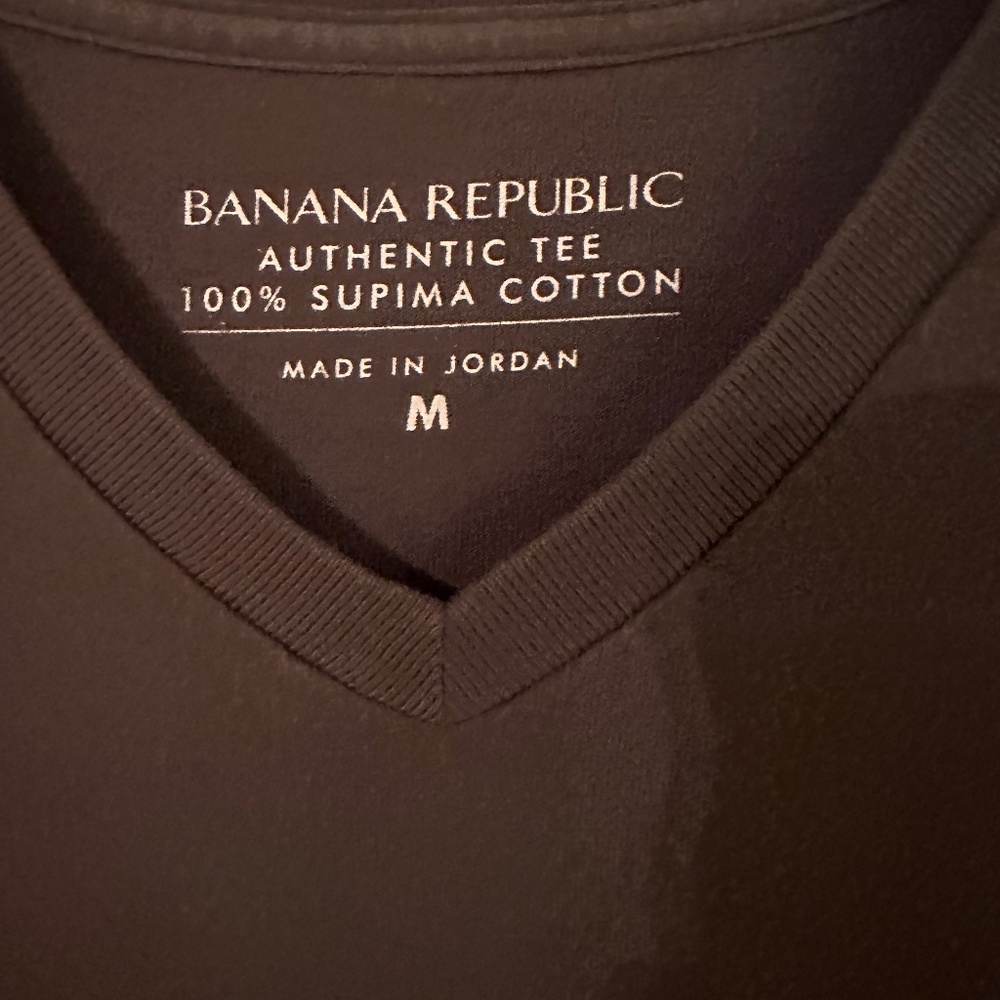 BANANA REPUBLIC
AUTHENTIC TEE
100% SUPIMA COTTON
MADE IN JORDAN
M